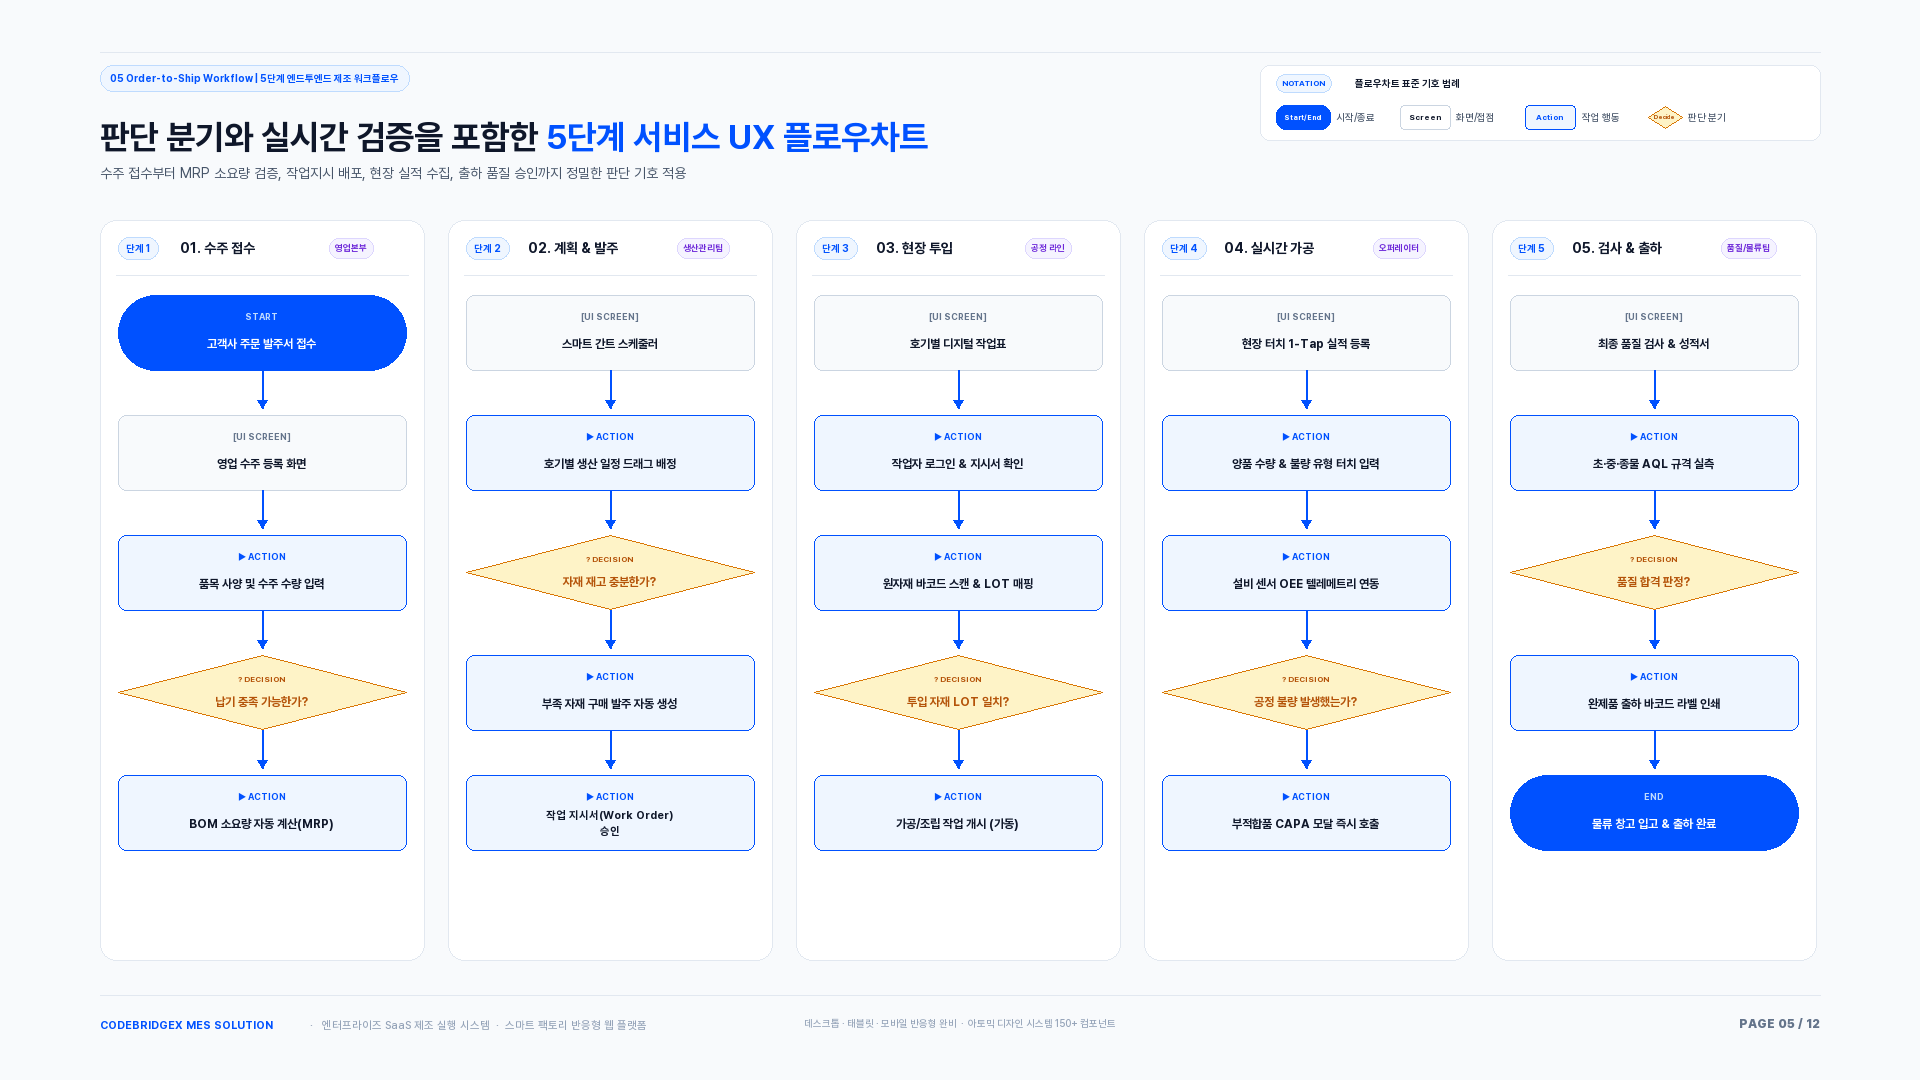 05 Order-to-Ship Workflow | 5단계 엔드투엔드 제조 워크플로우
판단 분기와 실시간 검증을 포함한 5단계 서비스 UX 플로우차트
수주 접수부터 MRP 소요량 검증, 작업지시 배포, 현장 실적 수집, 출하 품질 승인까지 정밀한 판단 기호 적용
NOTATION 플로우차트 표준 기호 범례
Start/End 시작/종료 Screen 화면/접점 Action 작업 행동 Decide 판단 분기
단계 1 01. 수주 접수 영업본부
START
고객사 주문 발주서 접수
[UI SCREEN]
영업 수주 등록 화면
▶ ACTION
품목 사양 및 수주 수량 입력
? DECISION
납기 충족 가능한가?
▶ ACTION
BOM 소요량 자동 계산(MRP)
단계 2 02. 계획 & 발주 생산관리팀
[UI SCREEN]
스마트 간트 스케줄러
▶ ACTION
호기별 생산 일정 드래그 배정
? DECISION
자재 재고 충분한가?
▶ ACTION
부족 자재 구매 발주 자동 생성
▶ ACTION
작업 지시서(Work Order)
승인
단계 3 03. 현장 투입 공정 라인
[UI SCREEN]
호기별 디지털 작업표
▶ ACTION
작업자 로그인 & 지시서 확인
▶ ACTION
원자재 바코드 스캔 & LOT 매핑
? DECISION
투입 자재 LOT 일치?
▶ ACTION
가공/조립 작업 개시 (가동)
단계 4 04. 실시간 가공 오퍼레이터
[UI SCREEN]
현장 터치 1-Tap 실적 등록
▶ ACTION
양품 수량 & 불량 유형 터치 입력
▶ ACTION
설비 센서 OEE 텔레메트리 연동
? DECISION
공정 불량 발생했는가?
▶ ACTION
부적합품 CAPA 모달 즉시 호출
단계 5 05. 검사 & 출하 품질/물류팀
[UI SCREEN]
최종 품질 검사 & 성적서
▶ ACTION
초·중·종물 AQL 규격 실측
? DECISION
품질 합격 판정?
▶ ACTION
완제품 출하 바코드 라벨 인쇄
END
물류 창고 입고 & 출하 완료
CODEBRIDGEX MES SOLUTION · 엔터프라이즈 SaaS 제조 실행 시스템 · 스마트 팩토리 반응형 웹 플랫폼
데스크톱 · 태블릿 · 모바일 반응형 완비 · 아토믹 디자인 시스템 150+ 컴포넌트
PAGE 05 / 12